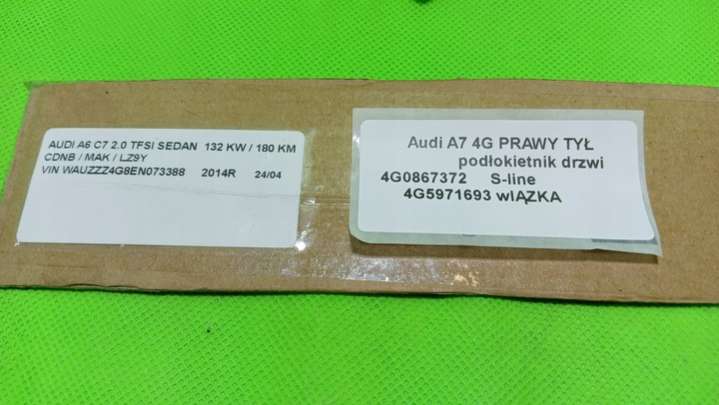 AUDI A6 C7 2.0 TFSI SEDAN 132 KW / 180 KM
CDNB / MAK / LZ9Y
VIN WAUZZZ4G8EN073388 2014R 24/04
Audi A7 4G PRAWY TYŁ
podłokietnik drzwi
4G0867372 S-line
4G5971693 wIĄZKA